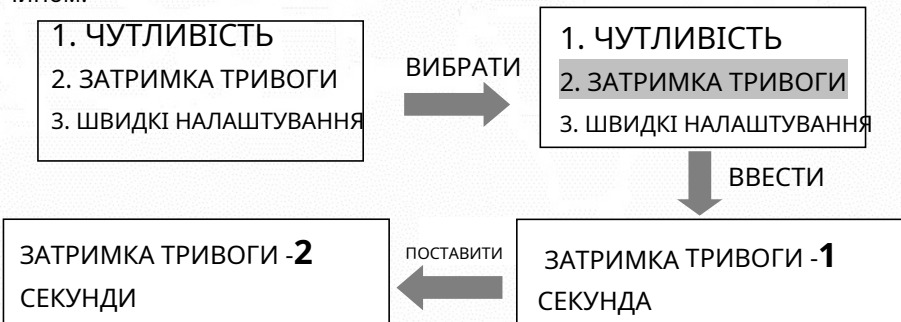 чином.
1. ЧУТЛИВІСТЬ
2. ЗАТРИМКА ТРИВОГИ
3. ШВИДКІ НАЛАШТУВАННЯ
ВИБРАТИ
1. ЧУТЛИВІСТЬ
2. ЗАТРИМКА ТРИВОГИ
3. ШВИДКІ НАЛАШТУВАННЯ
ВВЕСТИ
ЗАТРИМКА ТРИВОГИ -1
СЕКУНДА
ПОСТАВИТИ
ЗАТРИМКА ТРИВОГИ -2
СЕКУНДИ